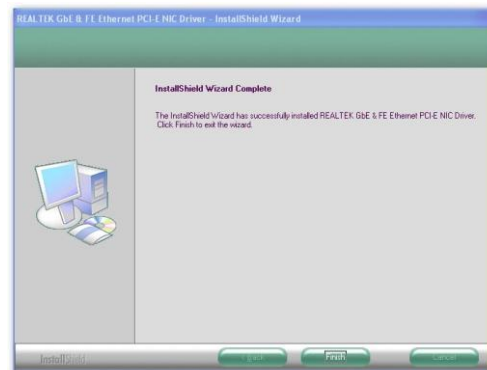 REALTEK GbE & FE Ethernet PCI-E NIC Driver - InstallShield Wizard
InstallShield Wizard Complete
The InstallShield Wizard has successfully installed REALTEK GbE & FE Ethernet PCI-E NIC Driver.
Click Finish to exit the wizard.
InstallShield
< Back
Finish
Cancel